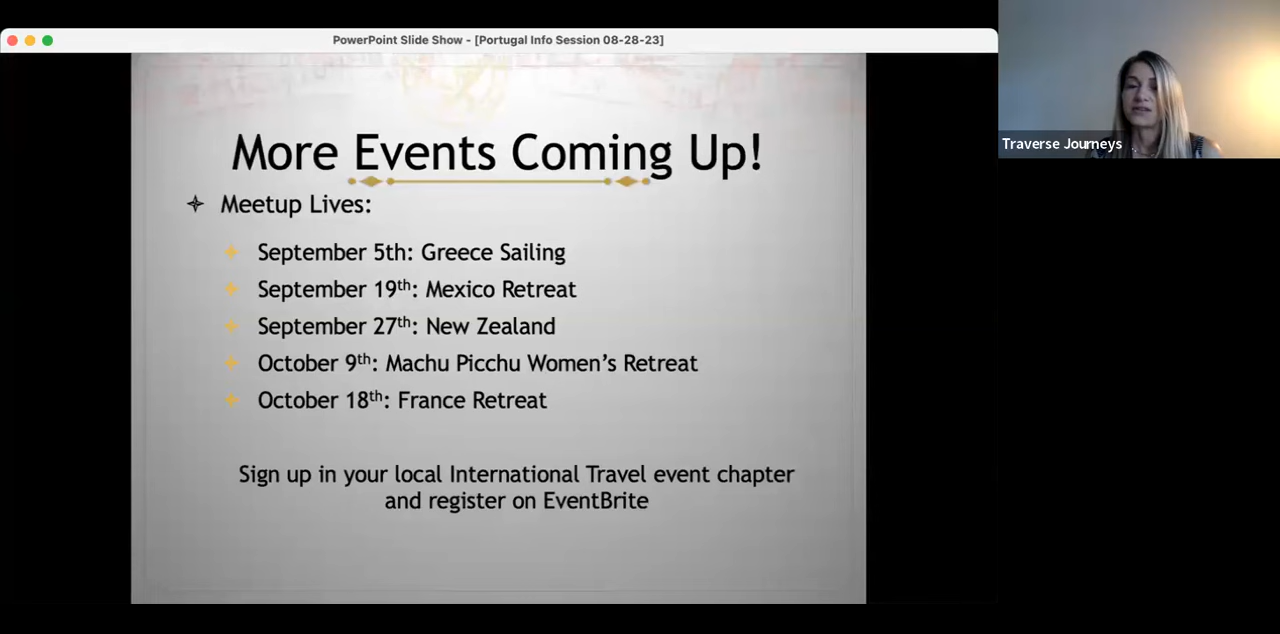 PowerPoint Slide Show - [Portugal Info Session 08-28-23]
Traverse Journeys
More Events Coming Up!
Meetup Lives:
September 5th: Greece Sailing
September 19th: Mexico Retreat
September 27th: New Zealand
October 9th: Machu Picchu Women’s Retreat
October 18th: France Retreat
Sign up in your local International Travel event chapter
and register on EventBrite